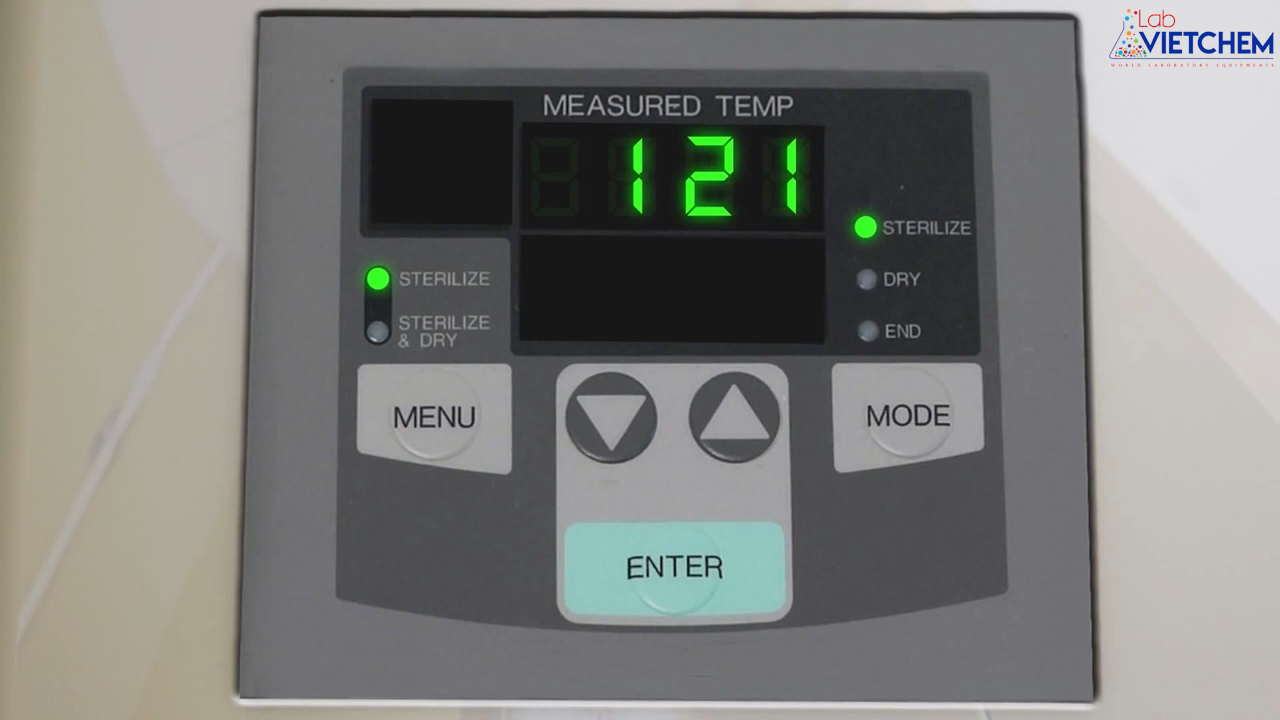 Lab
VIETCHEM
WORLD LABORATORY EQUIPMENTS
MEASURED TEMP
121
STERILIZE
STERILIZE
DRY
STERILIZE
& DRY
END
MENU
MODE
ENTER